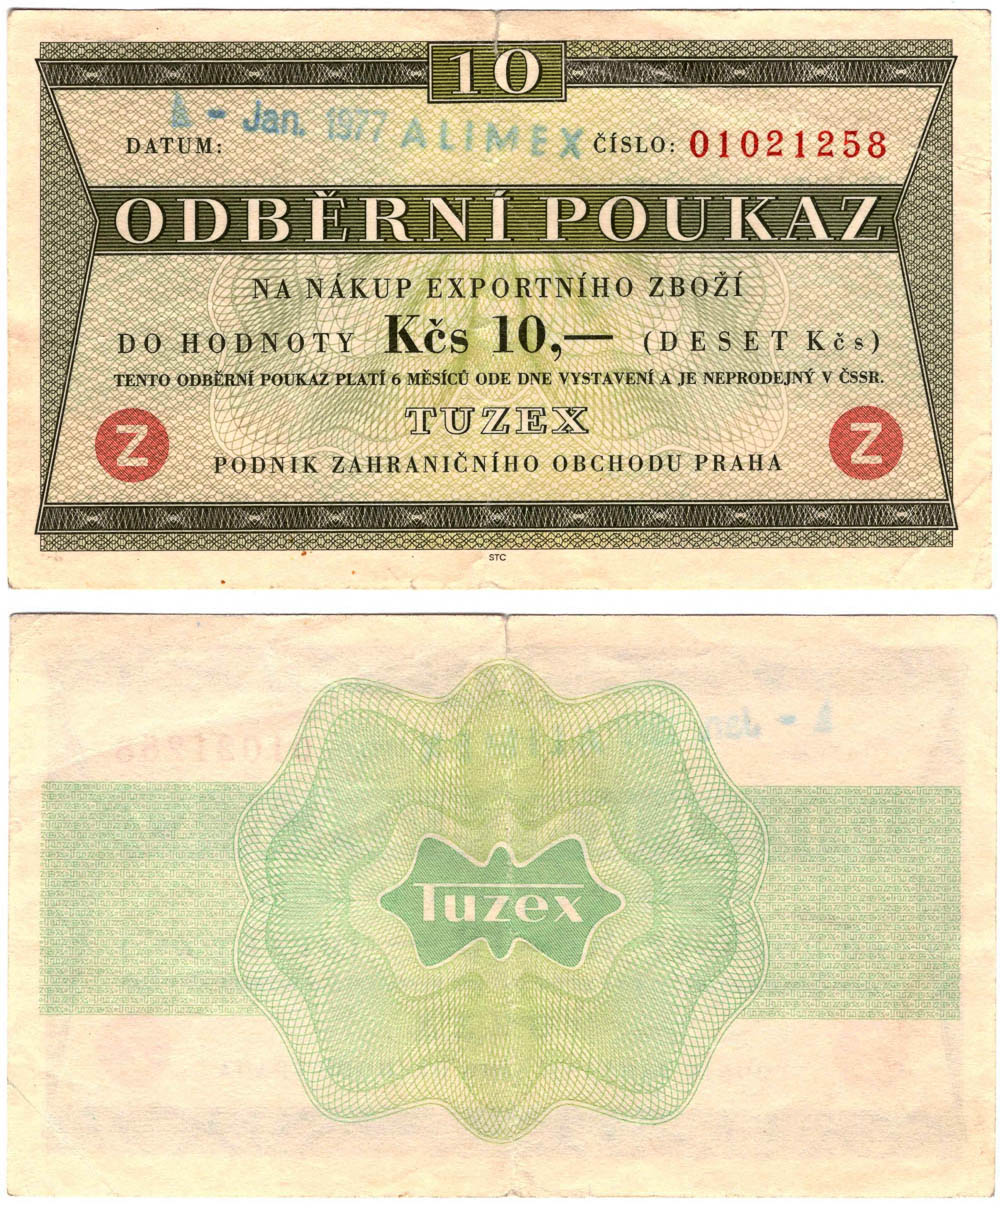 10
- Jan. 1977 ALIMEX
DATUM: ČÍSLO: 01021258
ODBĚRNÍ POUKAZ
NA NÁKUP EXPORTNÍHO ZBOŽÍ
DO HODNOTY Kčs 10,— (DESET Kčs)
TENTO ODBĚRNÍ POUKAZ PLATÍ 6 MĚSÍCŮ ODE DNE VYSTAVENÍ A JE NEPRODEJNÝ V ČSSR.
TUZEX
Z Z
PODNIK ZAHRANIČNÍHO OBCHODU PRAHA
STC
Tuzex